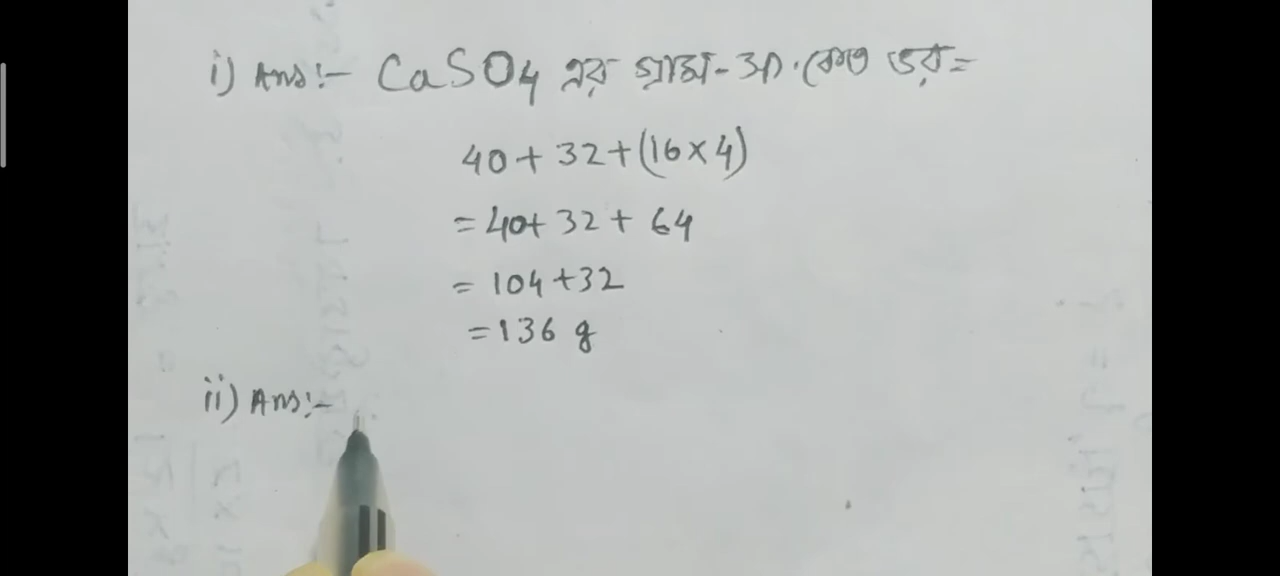 i) Ans:- CaSO4 এর গ্রাম-আণবিক ভর=
40+ 32+(16×4)
= 40+ 32+ 64
= 104+32
=136 g
ii) Ans:-